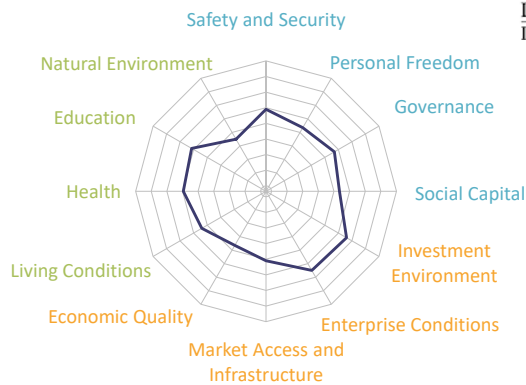 Safety and Security
Natural Environment
Personal Freedom
Education
Governance
Health
Social Capital
Living Conditions
Investment
Environment
Economic Quality
Enterprise Conditions
Market Access and
Infrastructure